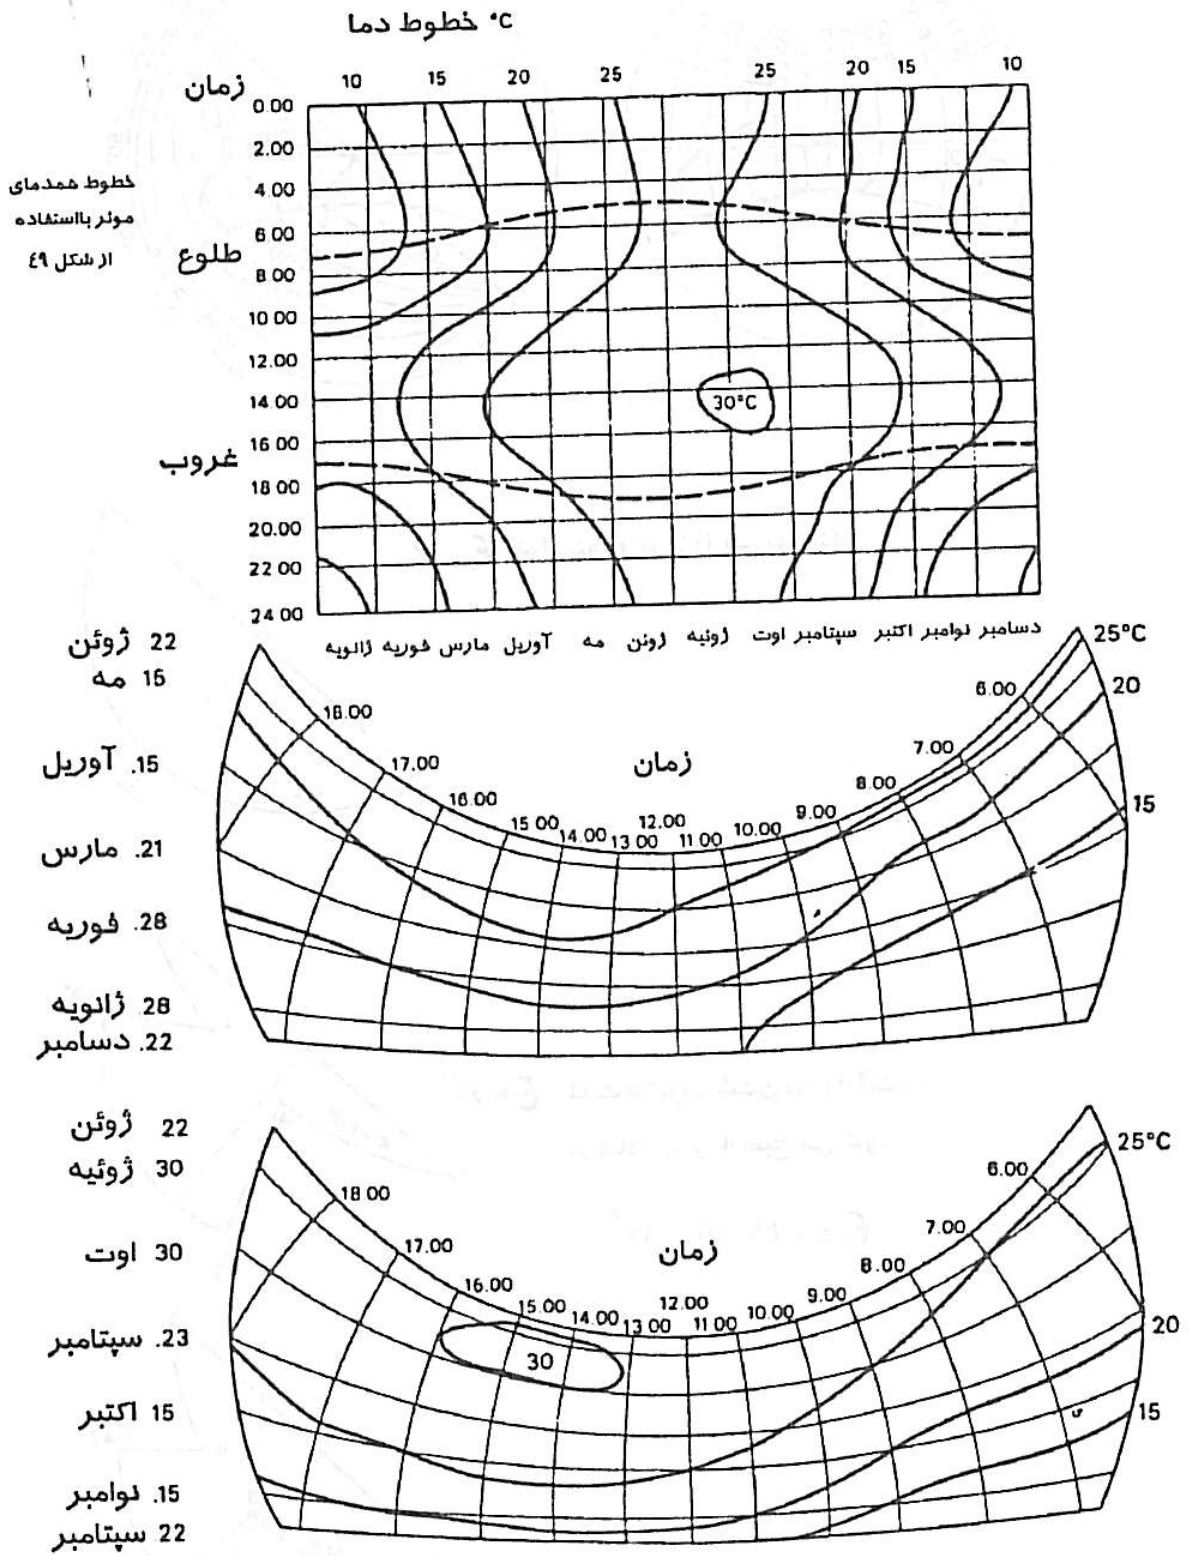 خطوط دما °C
زمان 10 15 20 25 25 20 15 10
0 00
2.00
خطوط همدمای
4 00
موثر بااستفاده
از شکل ٤٩
طلوع 6 00
8 00
10 00
12.00
14 00 30°C
16 00
غروب
18 00
20.00
22 00
24 00
ژانویه فوریه مارس آوریل مه ژوئن ژوئیه اوت سپتامبر اکتبر نوامبر دسامبر
22 ژوئن 25°C
15 مه 20
18.00 6.00
15. آوریل 17.00 زمان 7.00
16.00 8.00 15
15 00 14.00 13 00 12.00 11 00 10.00 9.00
21. مارس
28. فوریه
28. ژانویه
22. دسامبر
22 ژوئن 25°C
30 ژوئیه 6.00
18 00 7.00
30 اوت 17.00 زمان 8.00
16.00 15.00 14 00 13 00 12.00 11 00 10.00 9.00
23. سپتامبر 30 20
15 اکتبر 15
15. نوامبر
22 سپتامبر